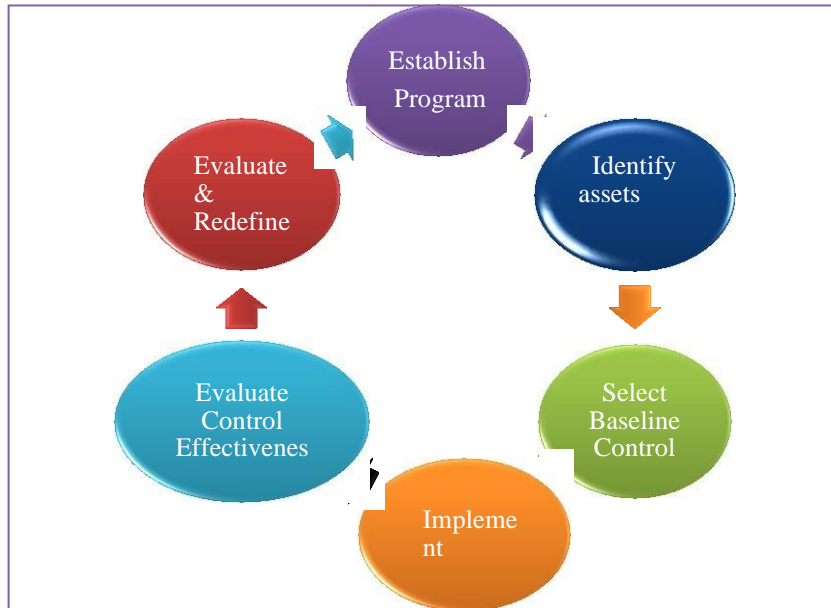 Establish
Program
Identify
assets
Select
Baseline
Control
Impleme
nt
Evaluate
Control
Effectivenes
Evaluate
&
Redefine